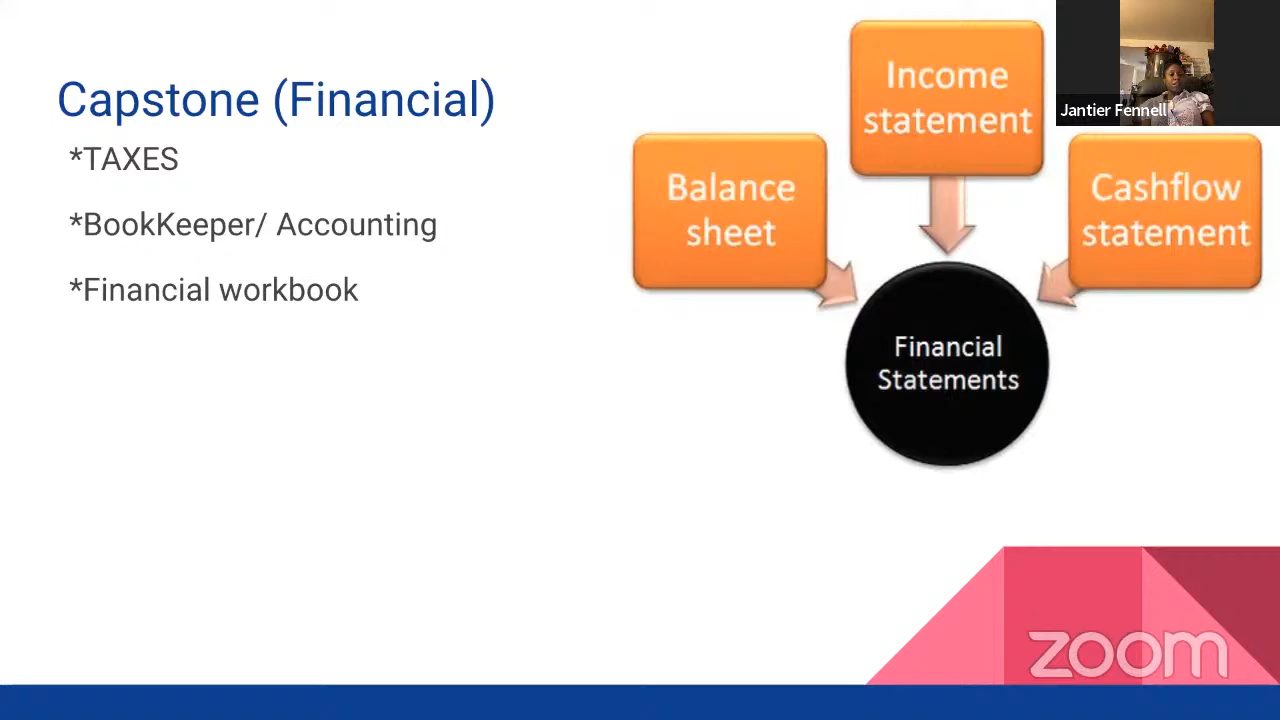 Capstone (Financial)
*TAXES
*BookKeeper/ Accounting
*Financial workbook
Income
statement
Balance
sheet
Cashflow
statement
Financial
Statements
Jantier Fennell
zoom